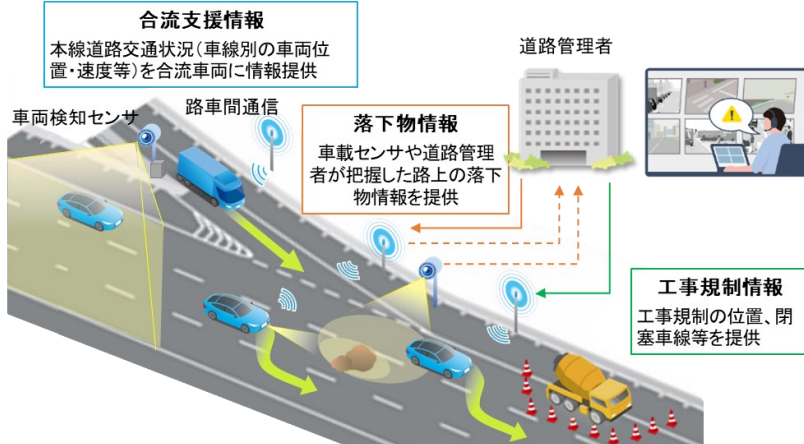 合流支援情報
本線道路交通状況(車線別の車両位
置・速度等)を合流車両に情報提供
道路管理者
車両検知センサ
路車間通信
落下物情報
車載センサや道路管理
者が把握した路上の落下
物情報を提供
工事規制情報
工事規制の位置、閉
塞車線等を提供